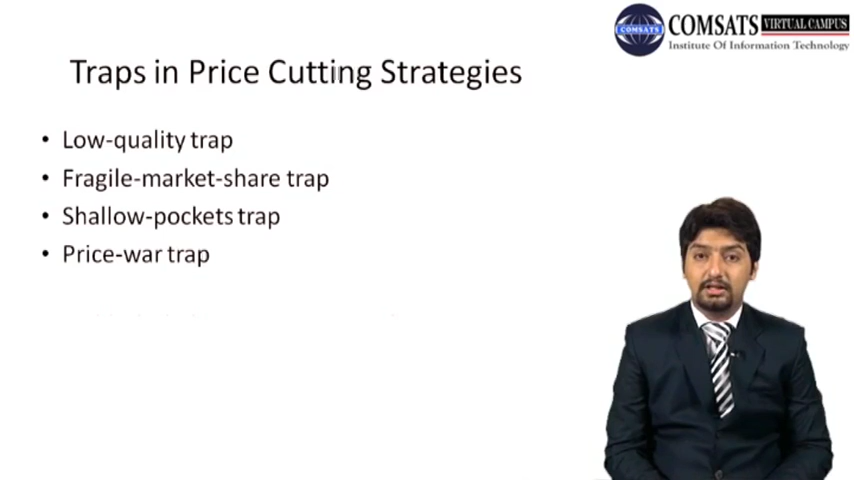 COMSATS VIRTUAL CAMPUS
COMSATS
Institute Of Information Technology
Traps in Price Cutting Strategies
• Low-quality trap
• Fragile-market-share trap
• Shallow-pockets trap
• Price-war trap